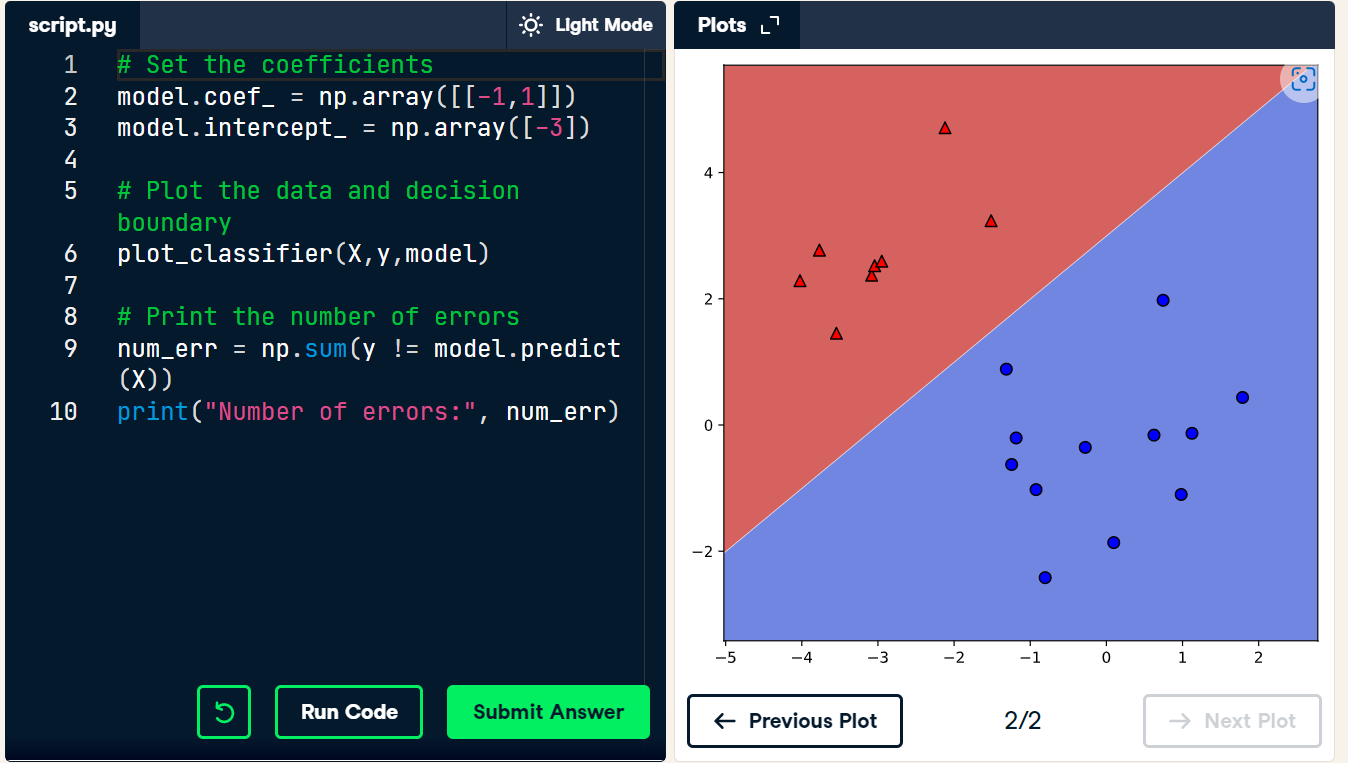 script.py
Light Mode
1 # Set the coefficients
2 model.coef_ = np.array([[-1,1]])
3 model.intercept_ = np.array([-3])
4
5 # Plot the data and decision
boundary
6 plot_classifier(X,y,model)
7
8 # Print the number of errors
9 num_err = np.sum(y != model.predict
(X))
10 print("Number of errors:", num_err)
Run Code
Submit Answer
Plots
4
2
0
−2
−5 −4 −3 −2 −1 0 1 2
Previous Plot
2/2
Next Plot